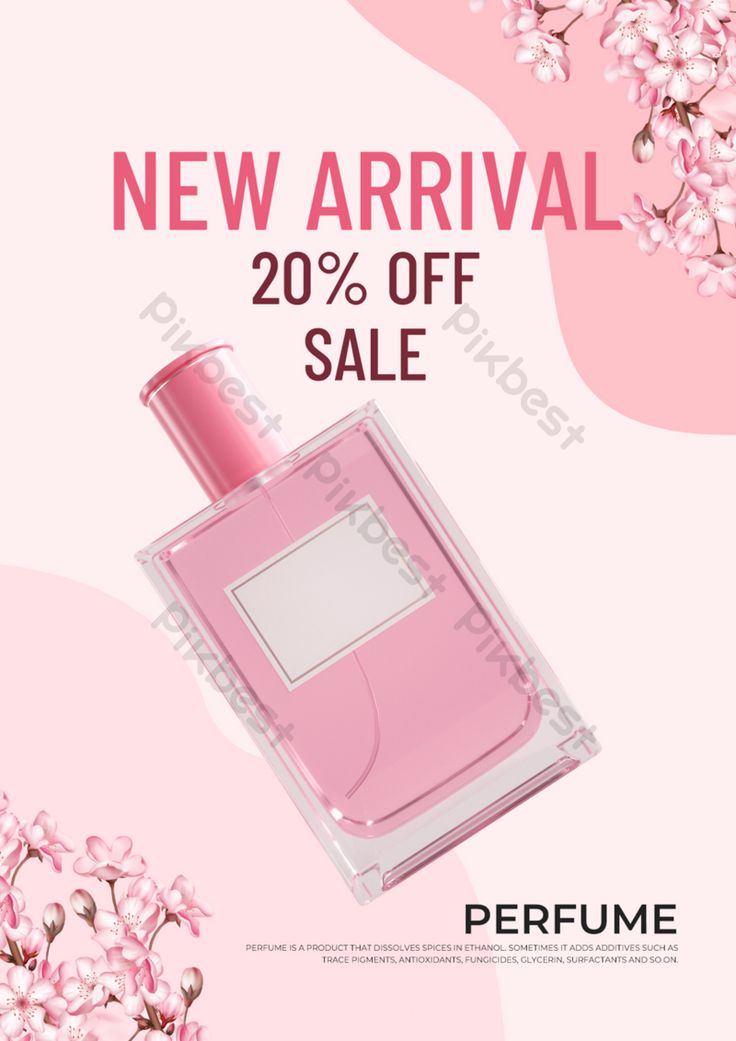 NEW ARRIVAL
20% OFF
SALE
pikbest
pikbest
pikbest
pikbest
pikbest
PERFUME
PERFUME IS A PRODUCT THAT DISSOLVES SPICES IN ETHANOL. SOMETIMES IT ADDS ADDITIVES SUCH AS
TRACE PIGMENTS, ANTIOXIDANTS, FUNGICIDES, GLYCERIN, SURFACTANTS AND SO ON.